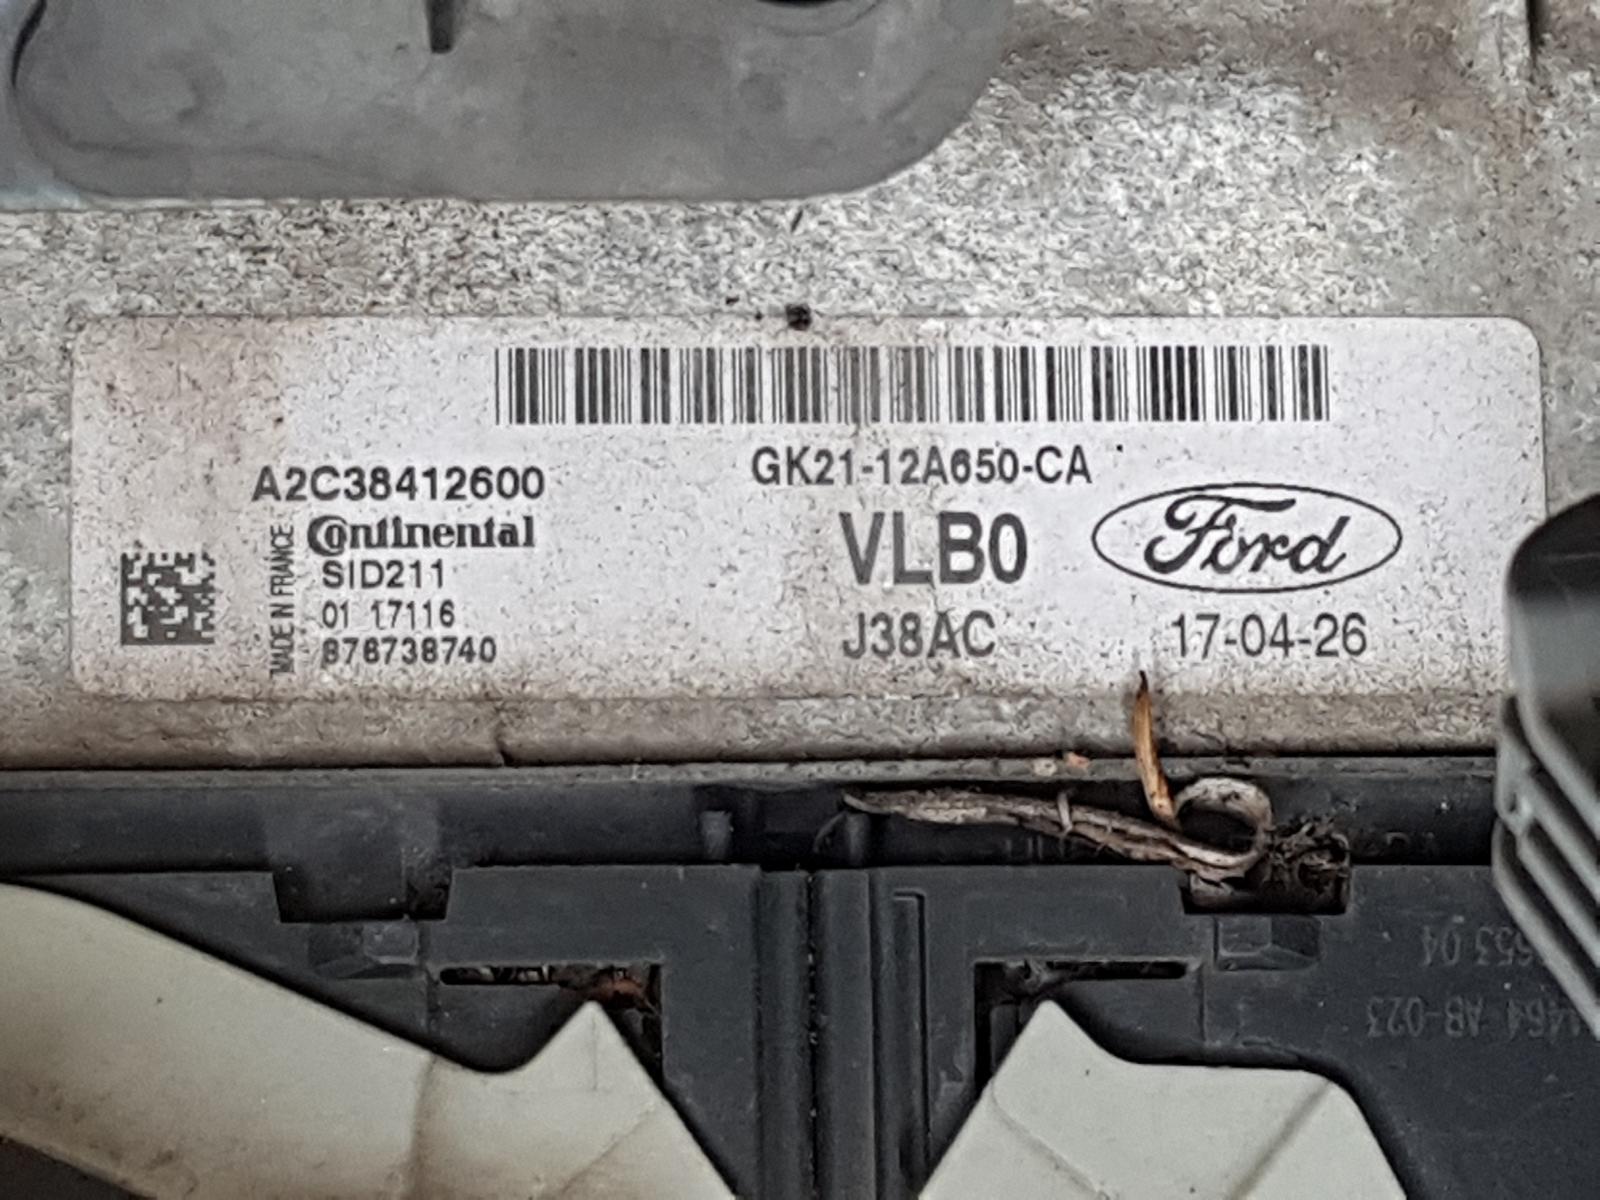 GK21-12A650-CA
A2C38412600
Continental
SID211
01 17116
876738740
MADE IN FRANCE
VLB0
J38AC
Ford
17-04-26